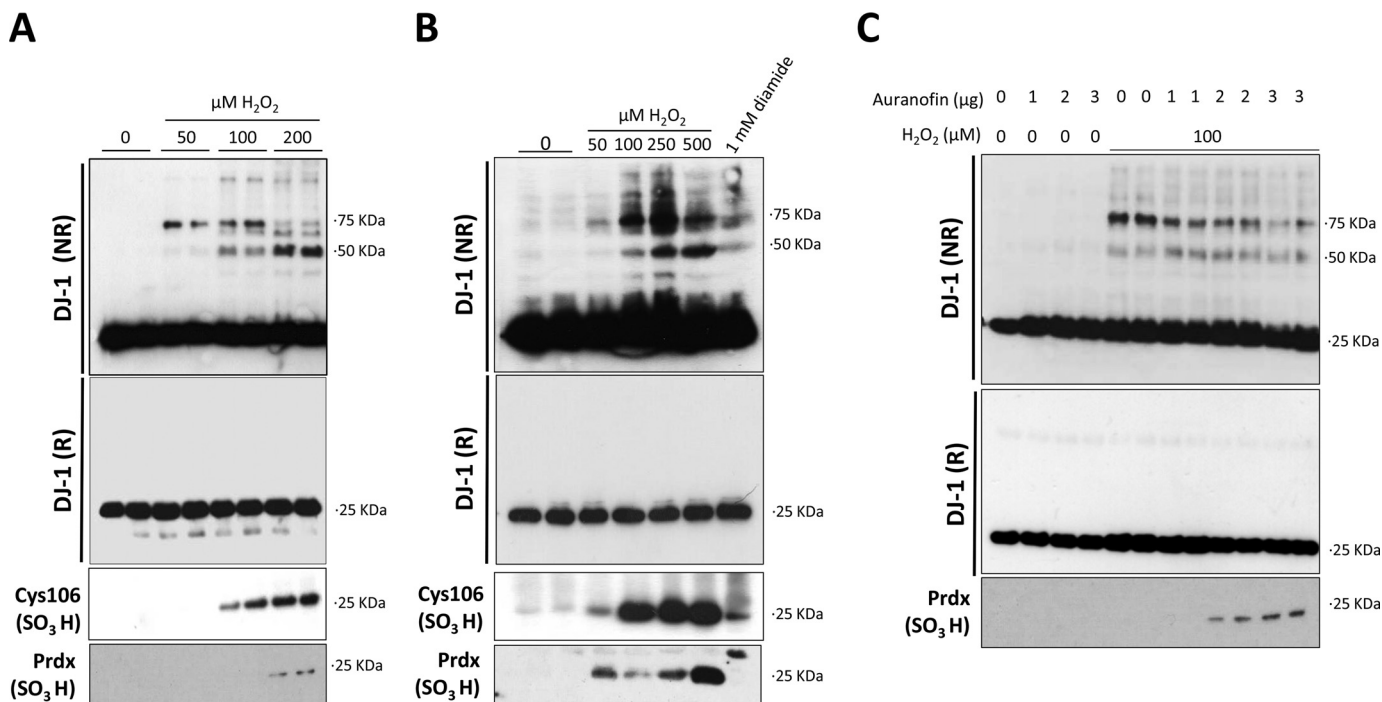 A
µM H₂O₂
0 50 100 200
DJ-1 (NR)
·75 KDa
·50 KDa
DJ-1 (R)
·25 KDa
Cys106
(SO₃ H)
·25 KDa
Prdx
(SO₃ H)
·25 KDa
B
µM H₂O₂
1 mM diamide
0 50 100 250 500
DJ-1 (NR)
·75 KDa
·50 KDa
DJ-1 (R)
·25 KDa
Cys106
(SO₃ H)
·25 KDa
Prdx
(SO₃ H)
·25 KDa
C
Auranofin (µg) 0 1 2 3 0 0 1 1 2 2 3 3
H₂O₂ (µM) 0 0 0 0 100
DJ-1 (NR)
·75 KDa
·50 KDa
·25 KDa
DJ-1 (R)
·25 KDa
Prdx
(SO₃ H)
·25 KDa